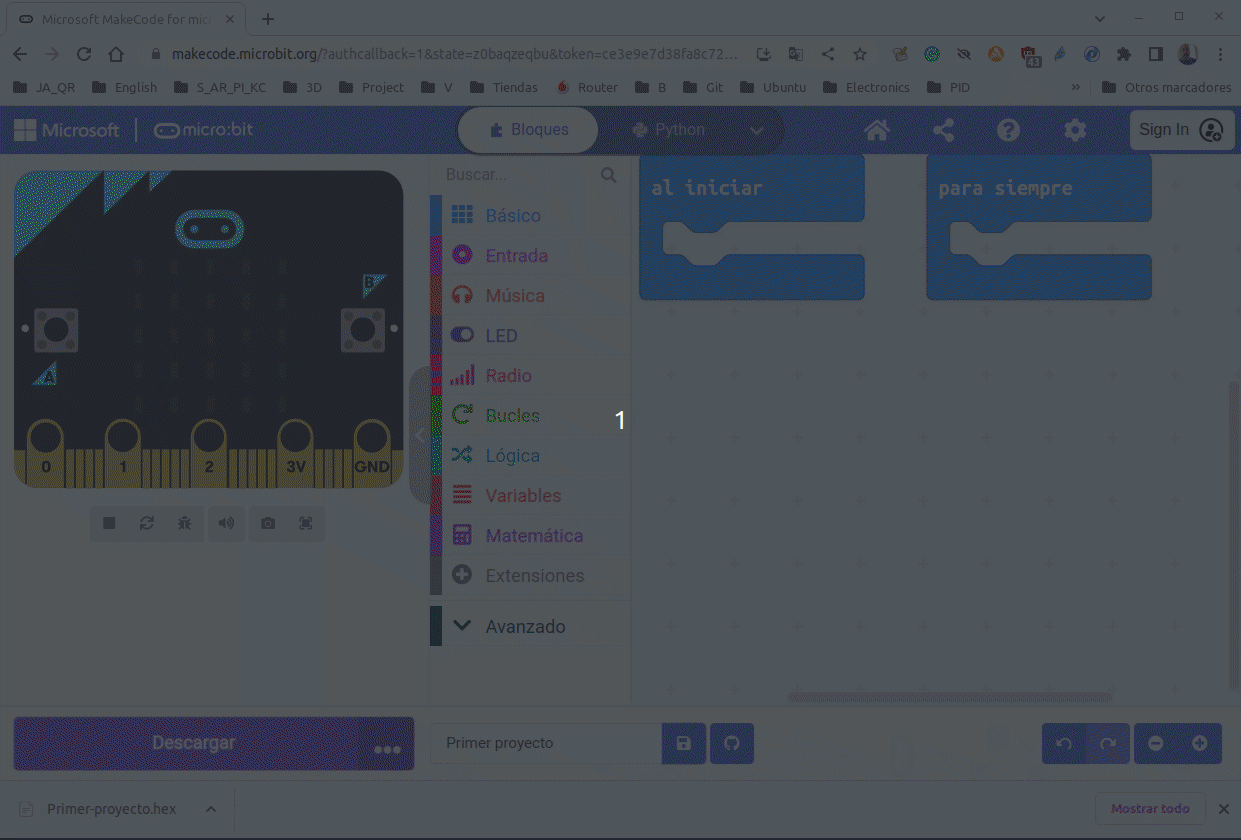 Microsoft MakeCode for mic
makecode.microbit.org/?authcallback=1&state=z0baqzeqbu&token=ce3e9e7d38fa8c72...
43
JA_QR English S_AR_PI_KC 3D Project V Tiendas Router B Git Ubuntu Electronics PID » Otros marcadores
Microsoft micro:bit Bloques Python Sign In
Buscar...
al iniciar para siempre
Básico
Entrada
B
Música
LED
A
Radio
Bucles
1
Lógica
0 1 2 3V GND
Variables
Matemática
Extensiones
Avanzado
Descargar Primer proyecto
Primer-proyecto.hex Mostrar todo